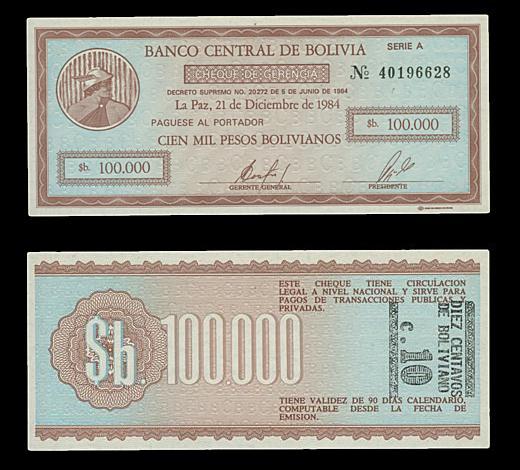 BANCO CENTRAL DE BOLIVIA
SERIE A
CHEQUE DE GERENCIA
Nº 40196628
DECRETO SUPREMO NO. 20272 DE 5 DE JUNIO DE 1984
La Paz, 21 de Diciembre de 1984
PAGUESE AL PORTADOR
$b. 100.000
CIEN MIL PESOS BOLIVIANOS
$b. 100.000
GERENTE GENERAL
PRESIDENTE
ESTE CHEQUE TIENE CIRCULACION
LEGAL A NIVEL NACIONAL Y SIRVE PARA
PAGOS DE TRANSACCIONES PUBLICAS Y
PRIVADAS.
$b.100.000
DIEZ CENTAVOS
DE BOLIVIANO
c. 10
TIENE VALIDEZ DE 90 DIAS CALENDARIO,
COMPUTABLE DESDE LA FECHA DE
EMISION.